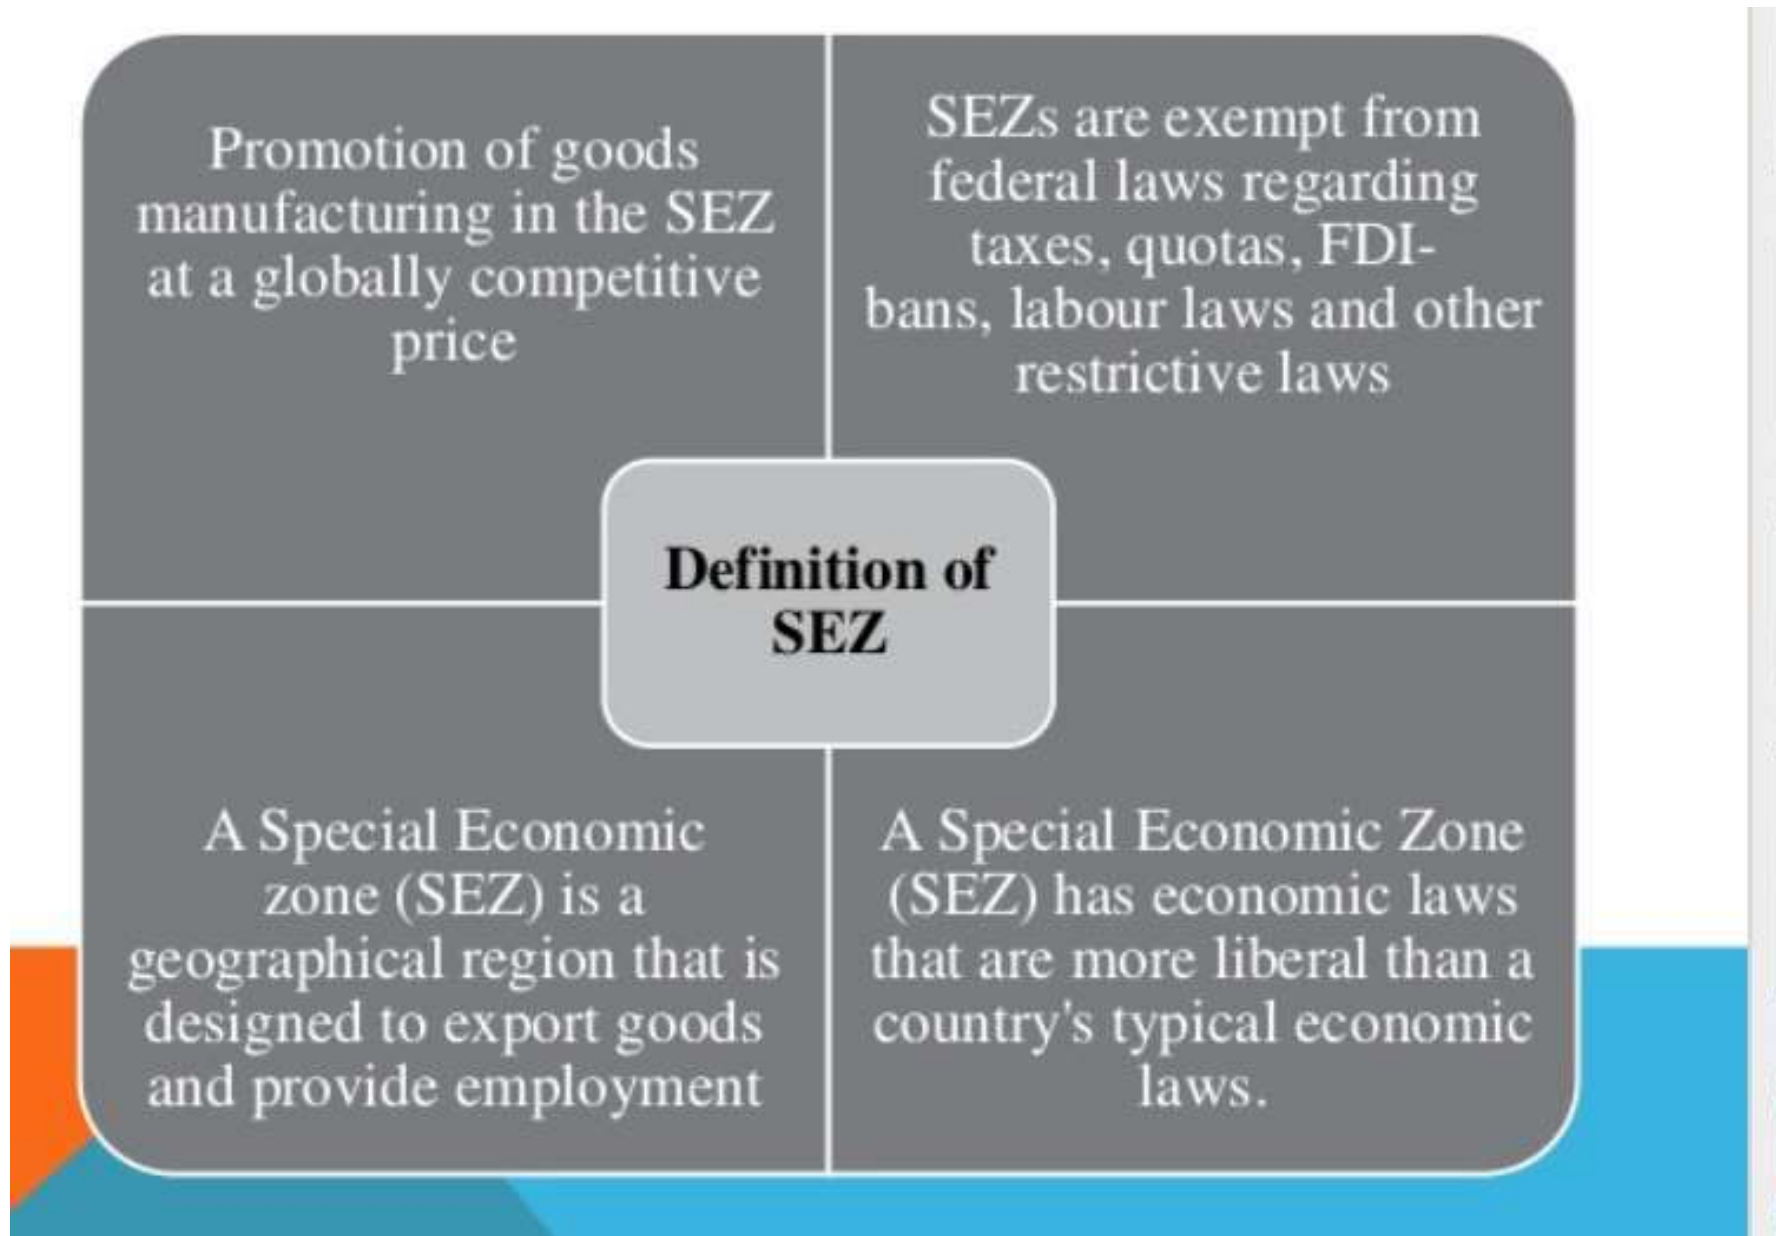 Promotion of goods
manufacturing in the SEZ
at a globally competitive
price
SEZs are exempt from
federal laws regarding
taxes, quotas, FDI-
bans, labour laws and other
restrictive laws
Definition of
SEZ
A Special Economic
zone (SEZ) is a
geographical region that is
designed to export goods
and provide employment
A Special Economic Zone
(SEZ) has economic laws
that are more liberal than a
country's typical economic
laws.